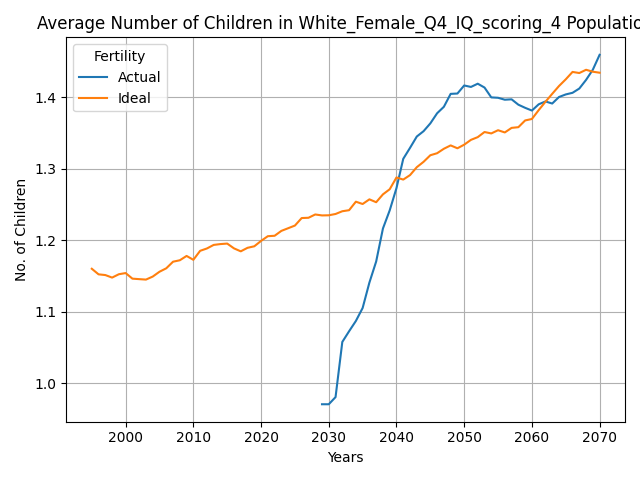 Average Number of Children in White_Female_Q4_IQ_scoring_4 Populatio
Fertility
Actual
Ideal
No. of Children
1.4
1.3
1.2
1.1
1.0
2000 2010 2020 2030 2040 2050 2060 2070
Years